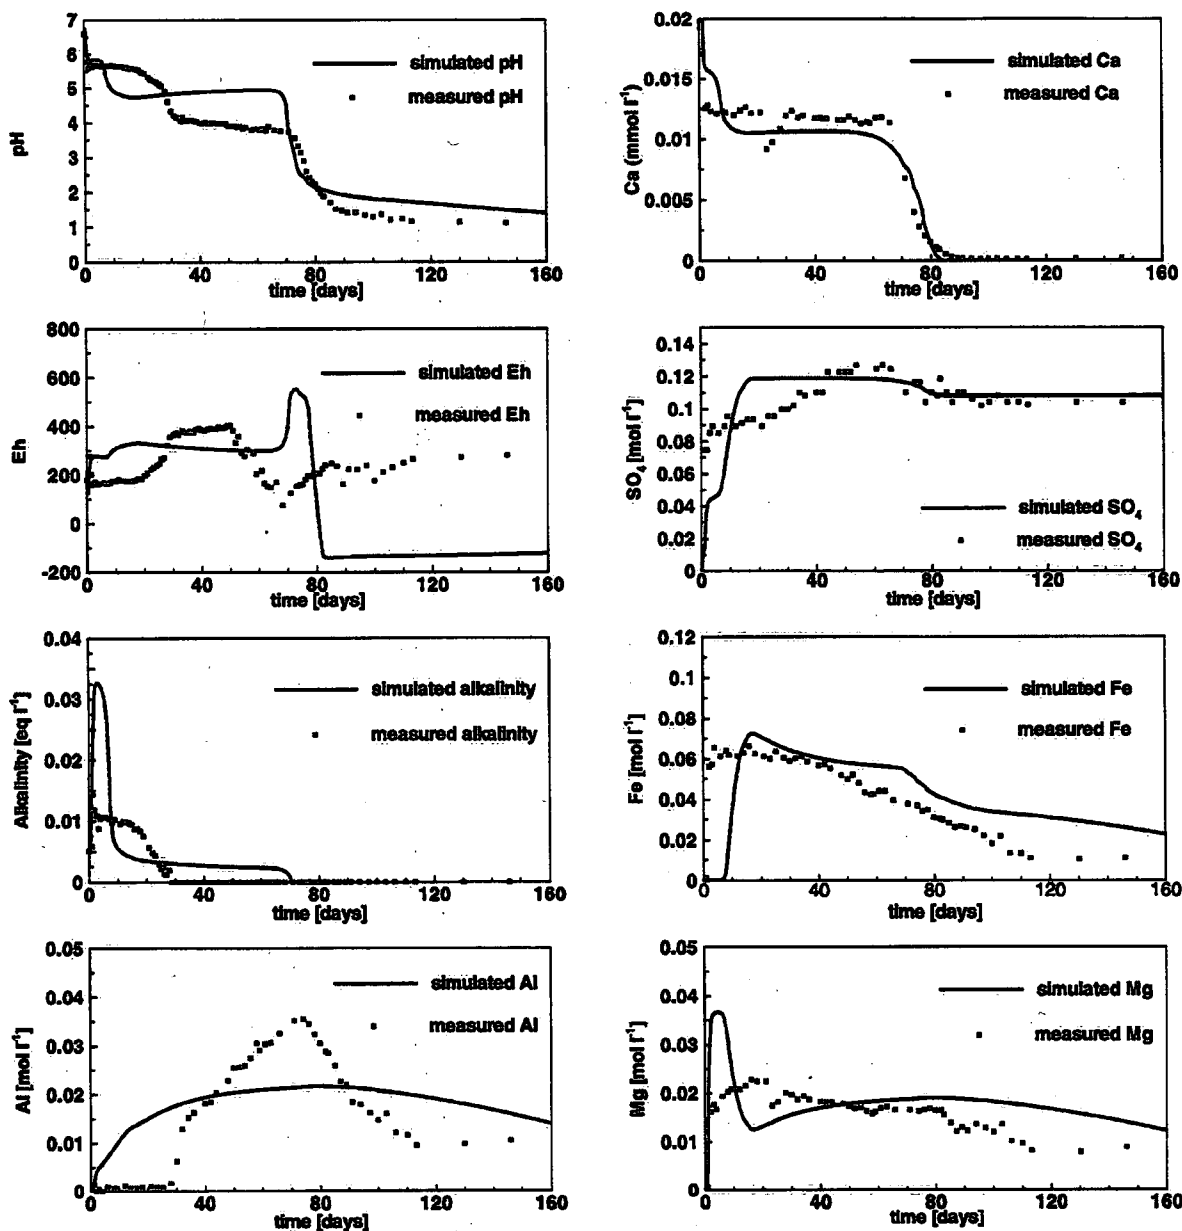 7
6
5
4
3
2
1
0
pH
simulated pH
measured pH
0 40 80 120 160
time [days]
0.02
0.015
0.01
0.005
0
Ca (mmol l⁻¹)
simulated Ca
measured Ca
0 40 80 120 160
time [days]
800
600
400
200
0
-200
Eh
simulated Eh
measured Eh
0 40 80 120 160
time [days]
0.14
0.12
0.1
0.08
0.06
0.04
0.02
0
SO₄ [mol l⁻¹]
simulated SO₄
measured SO₄
0 40 80 120 160
time [days]
0.04
0.03
0.02
0.01
0
Alkalinity [eq l⁻¹]
simulated alkalinity
measured alkalinity
0 40 80 120 160
time [days]
0.12
0.1
0.08
0.06
0.04
0.02
0
Fe [mol l⁻¹]
simulated Fe
measured Fe
0 40 80 120 160
time [days]
0.05
0.04
0.03
0.02
0.01
0
Al [mol l⁻¹]
simulated Al
measured Al
0 40 80 120 160
time [days]
0.05
0.04
0.03
0.02
0.01
0
Mg [mol l⁻¹]
simulated Mg
measured Mg
0 40 80 120 160
time [days]